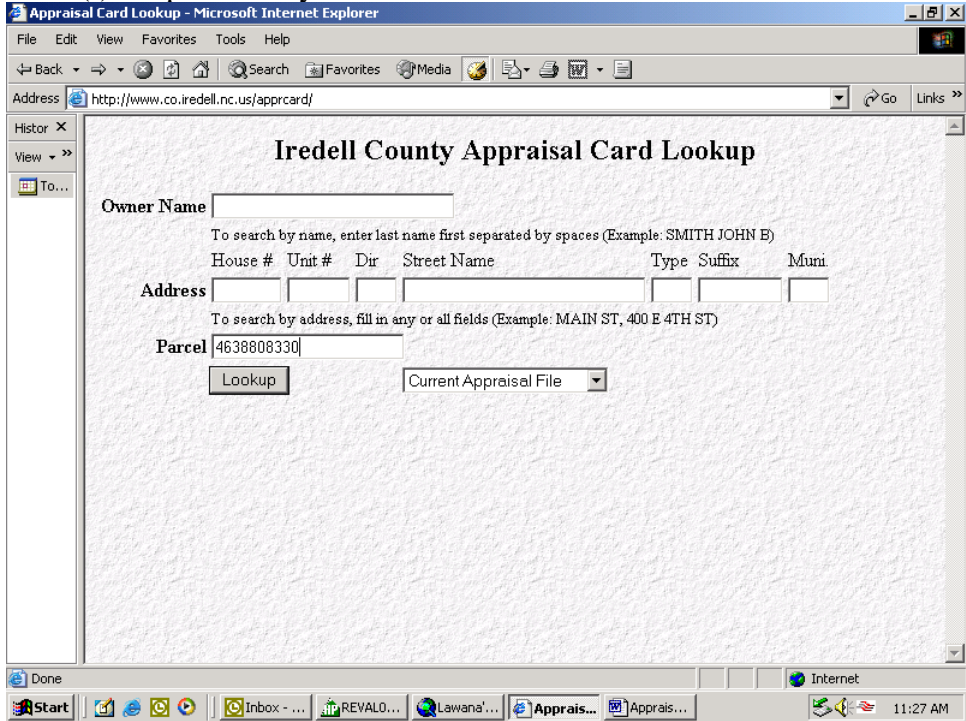 Appraisal Card Lookup - Microsoft Internet Explorer
File Edit View Favorites Tools Help
Back Search Favorites Media
Address http://www.co.iredell.nc.us/apprcard/ Go Links »
Histor ×
View »
To...
Iredell County Appraisal Card Lookup
Owner Name
To search by name, enter last name first separated by spaces (Example: SMITH JOHN B)
House # Unit # Dir Street Name Type Suffix Muni.
Address
To search by address, fill in any or all fields (Example: MAIN ST, 400 E 4TH ST)
Parcel 4638808330
Lookup Current Appraisal File
Done Internet
Start Inbox - ... REVALO... Lawana'... Apprais... Apprais... 11:27 AM